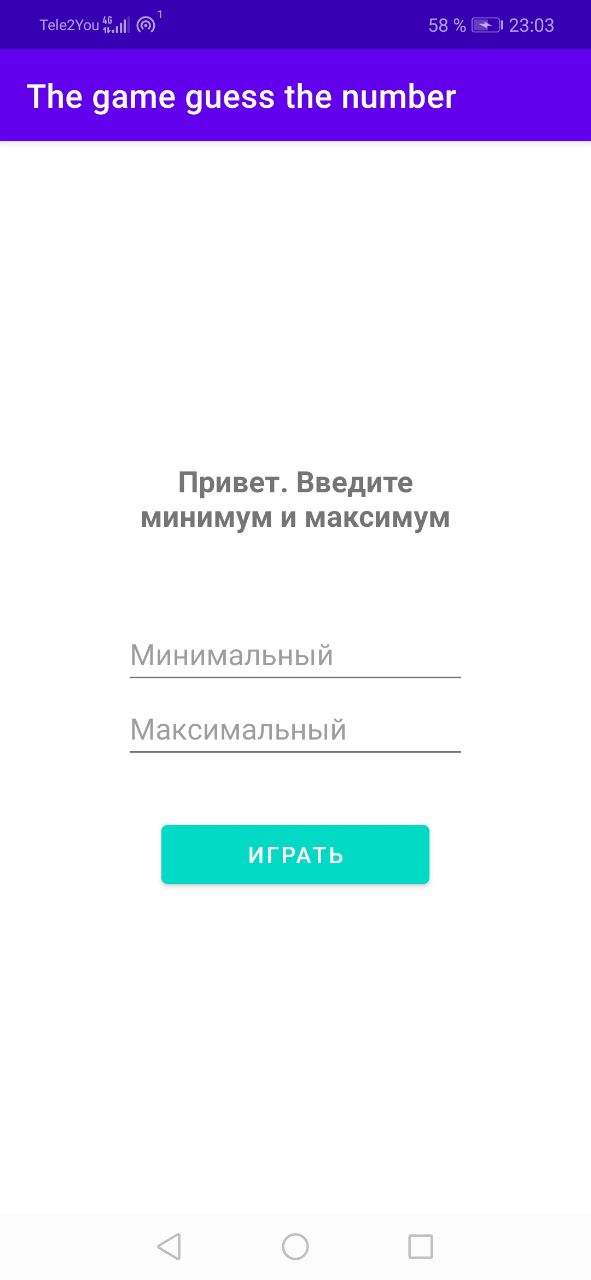 Tele2You 4G 1 58 % 23:03
The game guess the number
Привет. Введите
минимум и максимум
Минимальный
Максимальный
ИГРАТЬ